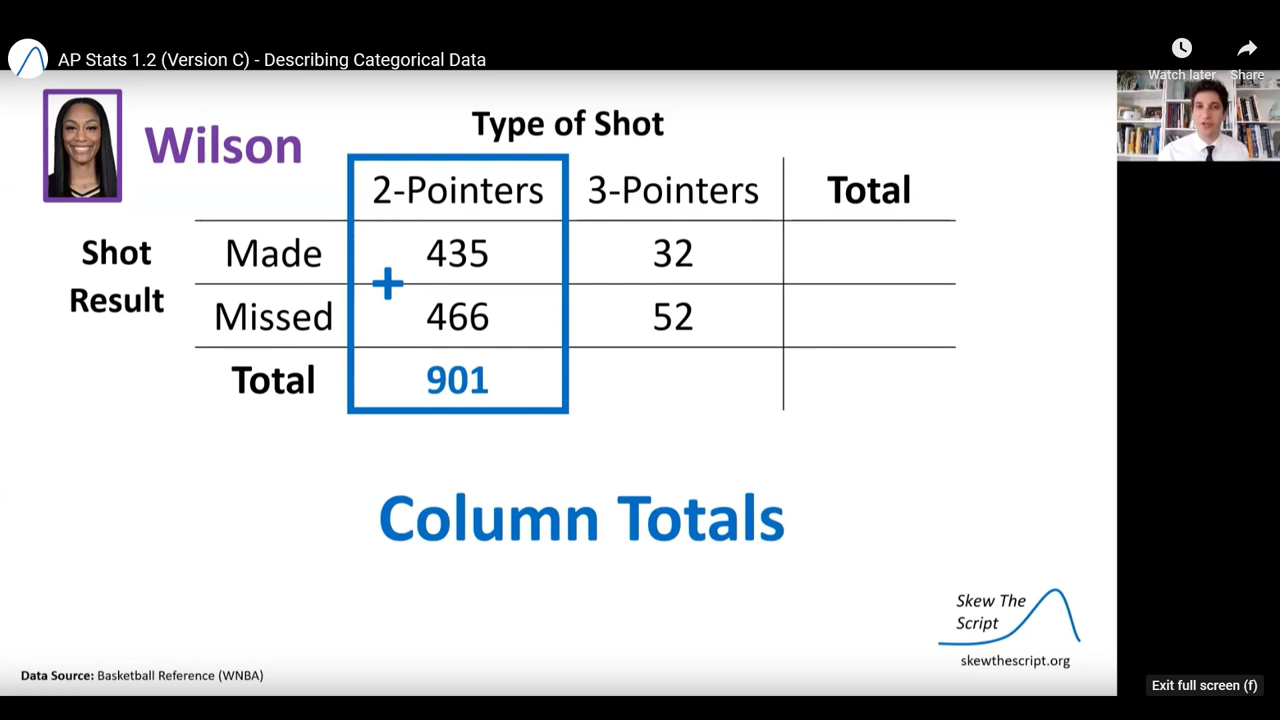 AP Stats 1.2 (Version C) - Describing Categorical Data
Watch later
Share
Wilson
Type of Shot
2-Pointers 3-Pointers Total
Shot Result
Made 435 32
+
Missed 466 52
Total 901
Column Totals
Skew The
Script
skewthescript.org
Data Source: Basketball Reference (WNBA)
Exit full screen (f)